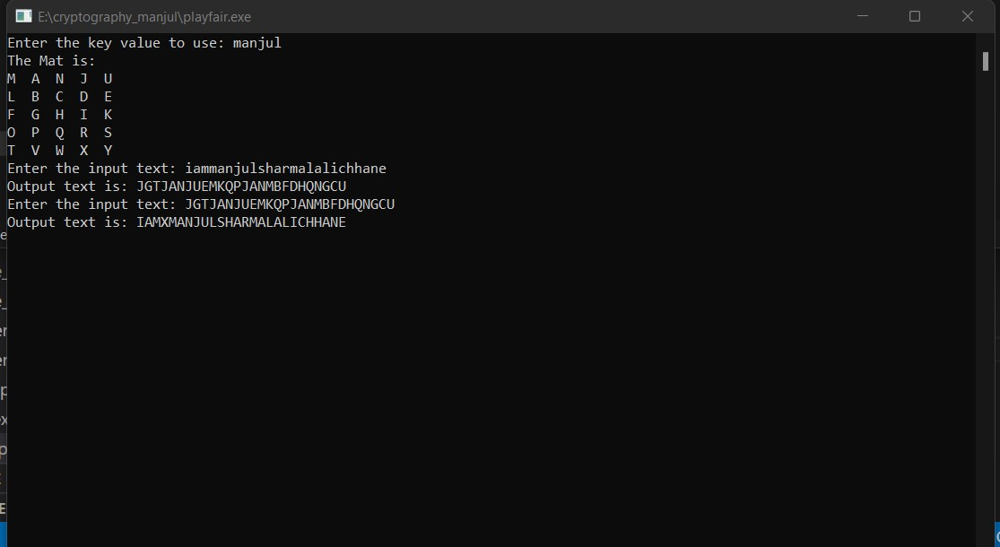 E:\cryptography_manjul\playfair.exe
Enter the key value to use: manjul
The Mat is:
M A N J U
L B C D E
F G H I K
O P Q R S
T V W X Y
Enter the input text: iammanjulsharmalalichhane
Output text is: JGTJANJUEMKQPJANMBFDHQNGCU
Enter the input text: JGTJANJUEMKQPJANMBFDHQNGCU
Output text is: IAMXMANJULSHARMALALICHHANE